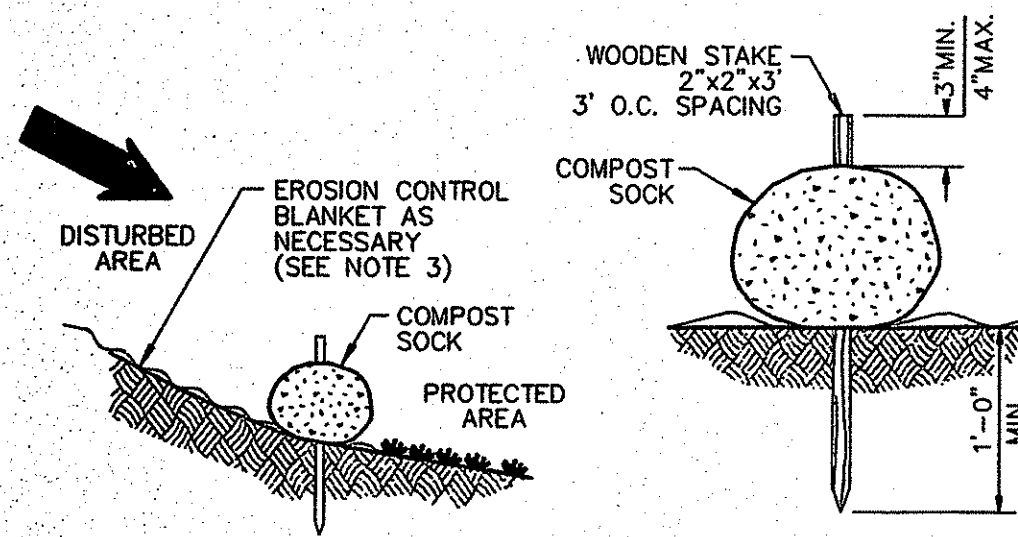 WOODEN STAKE
2"x2"x3'
3' O.C. SPACING
3"MIN.
4"MAX.
COMPOST
SOCK
EROSION CONTROL
BLANKET AS
NECESSARY
(SEE NOTE 3)
DISTURBED
AREA
COMPOST
SOCK
PROTECTED
AREA
1'-0"
MIN